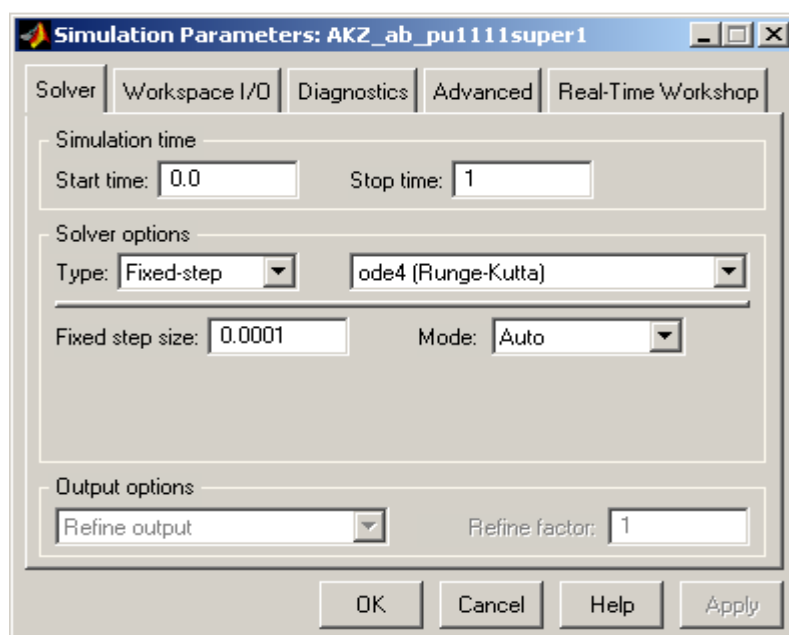 Simulation Parameters: AKZ_ab_pu1111super1
Solver Workspace I/O Diagnostics Advanced Real-Time Workshop
Simulation time
Start time: 0.0 Stop time: 1
Solver options
Type: Fixed-step ode4 (Runge-Kutta)
Fixed step size: 0.0001 Mode: Auto
Output options
Refine output Refine factor: 1
OK Cancel Help Apply